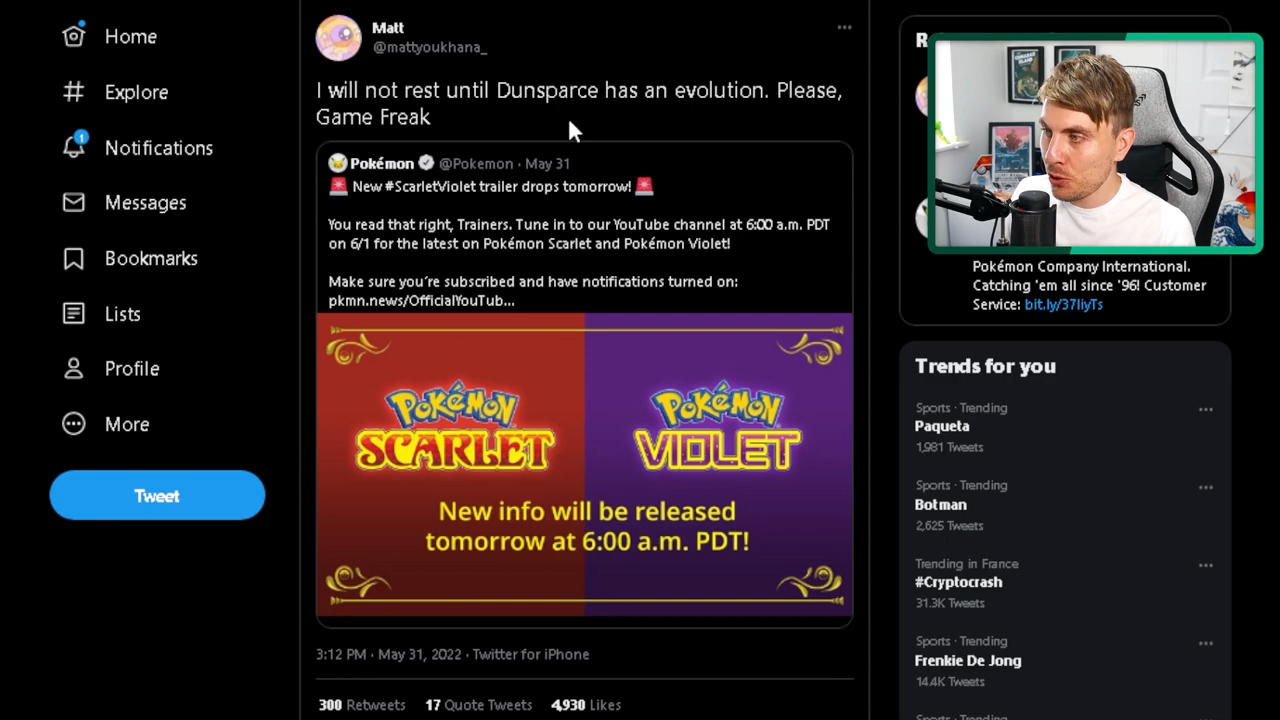 Home
Explore
1
Notifications
Messages
Bookmarks
Lists
Profile
More
Tweet
Matt
@mattyoukhana_
I will not rest until Dunsparce has an evolution. Please,
Game Freak
Pokémon @Pokemon · May 31
New #ScarletViolet trailer drops tomorrow!
You read that right, Trainers. Tune in to our YouTube channel at 6:00 a.m. PDT
on 6/1 for the latest on Pokémon Scarlet and Pokémon Violet!
Make sure you're subscribed and have notifications turned on:
pkmn.news/OfficialYouTub...
POKéMON SCARLET
POKéMON VIOLET
New info will be released
tomorrow at 6:00 a.m. PDT!
3:12 PM · May 31, 2022 · Twitter for iPhone
300 Retweets 17 Quote Tweets 4,930 Likes
Pokémon Company International.
Catching 'em all since '96! Customer
Service: bit.ly/37liyTs
Trends for you
Sports · Trending
Paqueta
1,981 Tweets
Sports · Trending
Botman
2,625 Tweets
Trending in France
#Cryptocrash
31.3K Tweets
Sports · Trending
Frenkie De Jong
14.4K Tweets